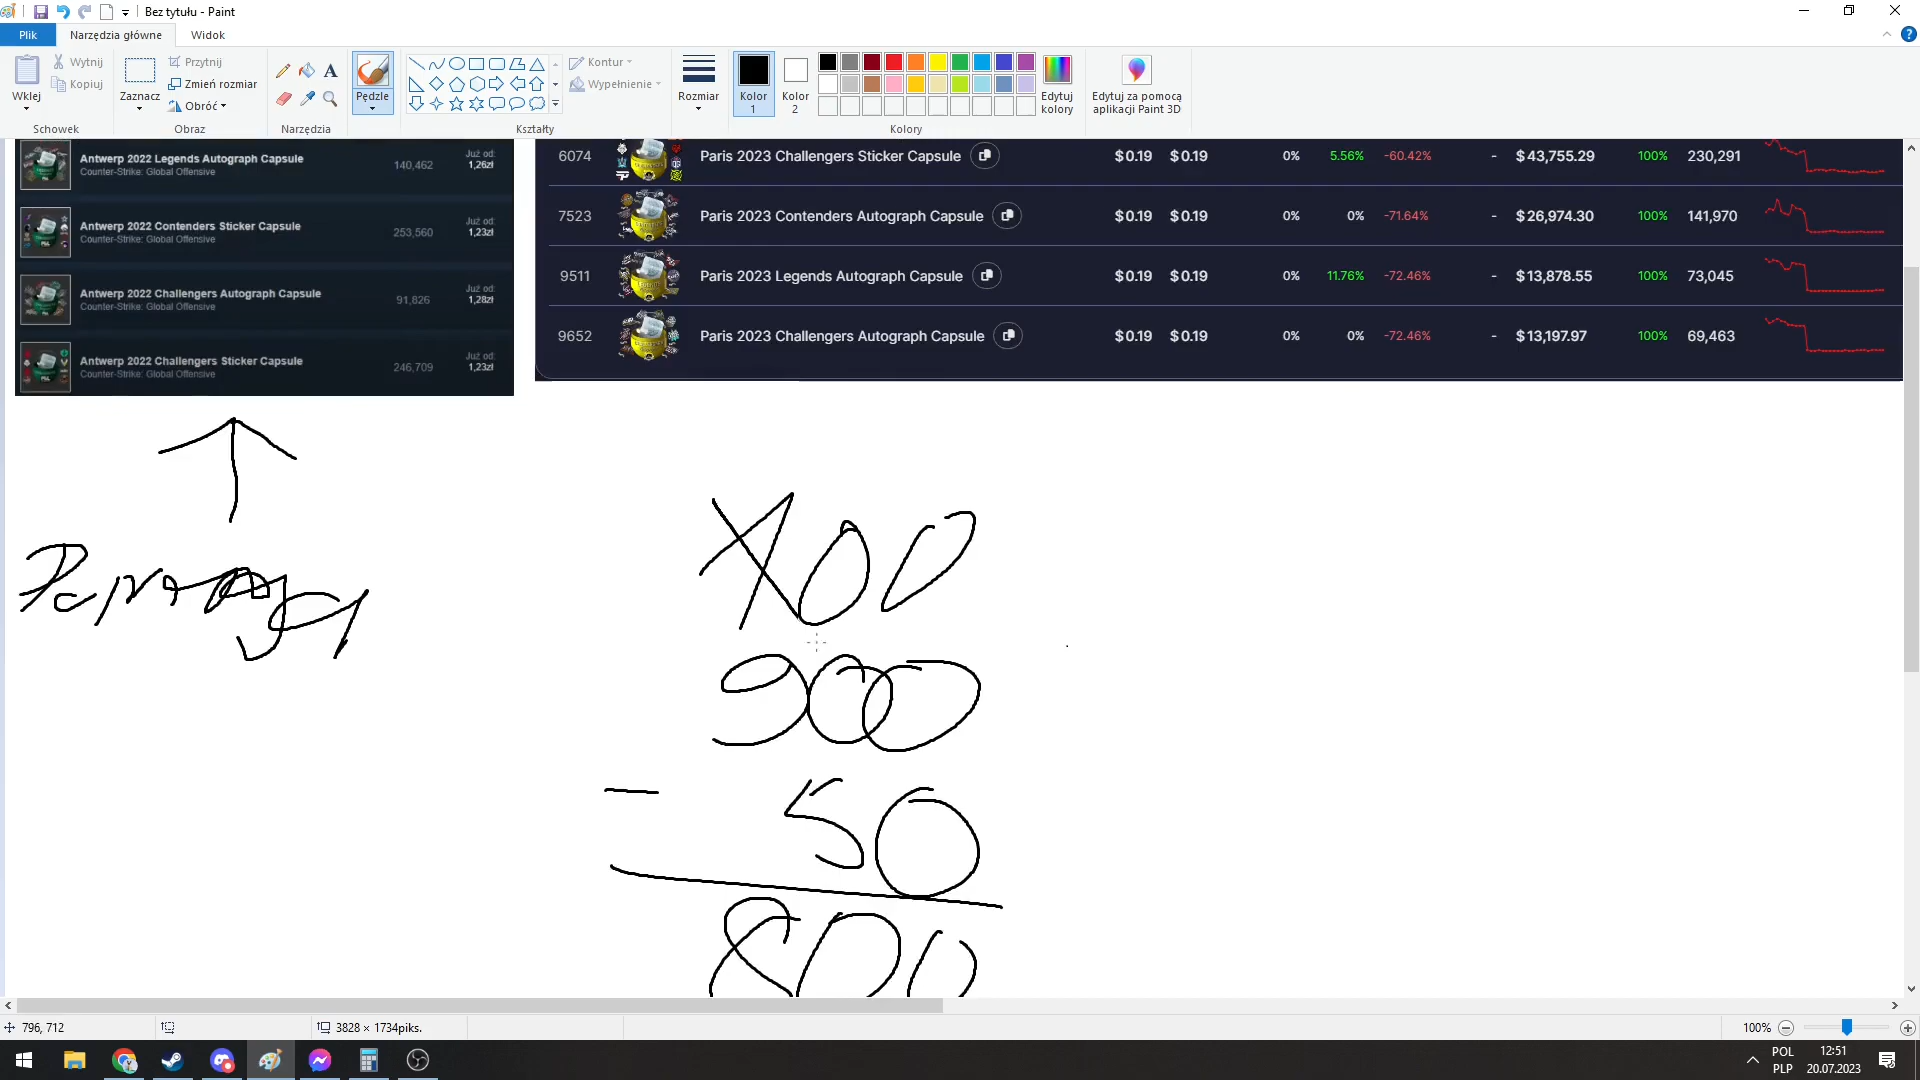 Bez tytułu - Paint
Plik Narzędzia główne Widok
Wklej
Wytnij
Kopiuj
Schowek
Zaznacz
Przytnij
Zmień rozmiar
Obróć
Obraz
A
Narzędzia
Pędzle
Kontur
Wypełnienie
Kształty
Rozmiar
Kolor 1
Kolor 2
Edytuj kolory
Kolory
Edytuj za pomocą aplikacji Paint 3D
Antwerp 2022 Legends Autograph Capsule
Counter-Strike: Global Offensive
140,462
Już od:
1,26zł
Antwerp 2022 Contenders Sticker Capsule
Counter-Strike: Global Offensive
253,560
Już od:
1,23zł
Antwerp 2022 Challengers Autograph Capsule
Counter-Strike: Global Offensive
91,826
Już od:
1,28zł
Antwerp 2022 Challengers Sticker Capsule
Counter-Strike: Global Offensive
246,709
Już od:
1,23zł
6074 Paris 2023 Challengers Sticker Capsule $0.19 $0.19 0% 5.56% -60.42% - $43,755.29 100% 230,291
7523 Paris 2023 Contenders Autograph Capsule $0.19 $0.19 0% 0% -71.64% - $26,974.30 100% 141,970
9511 Paris 2023 Legends Autograph Capsule $0.19 $0.19 0% 11.76% -72.46% - $13,878.55 100% 73,045
9652 Paris 2023 Challengers Autograph Capsule $0.19 $0.19 0% 0% -72.46% - $13,197.97 100% 69,463
900
- 50
800
796, 712
3828 × 1734piks.
100%
POL
PLP
12:51
20.07.2023